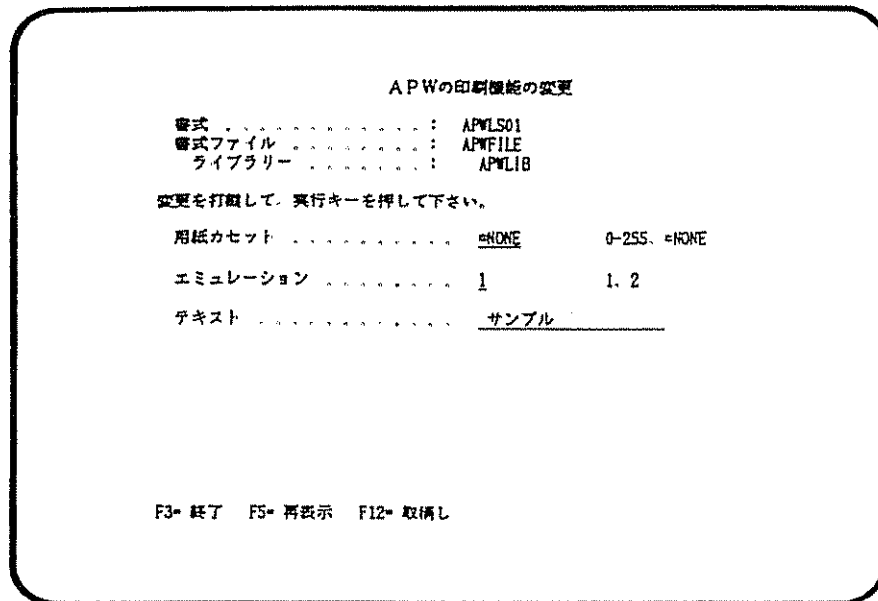 APWの印刷機能の変更
書式 . . . . . . . . . . . . : APWLS01
書式ファイル . . . . . . . . : APWFILE
ライブラリー . . . . . . . : APWLIB
変更を打鍵して、実行キーを押して下さい。
用紙カセット . . . . . . . . . . *NONE 0-255、*NONE
エミュレーション . . . . . . . . 1 1、2
テキスト . . . . . . . . . . . . サンプル
F3= 終了 F5= 再表示 F12= 取消し